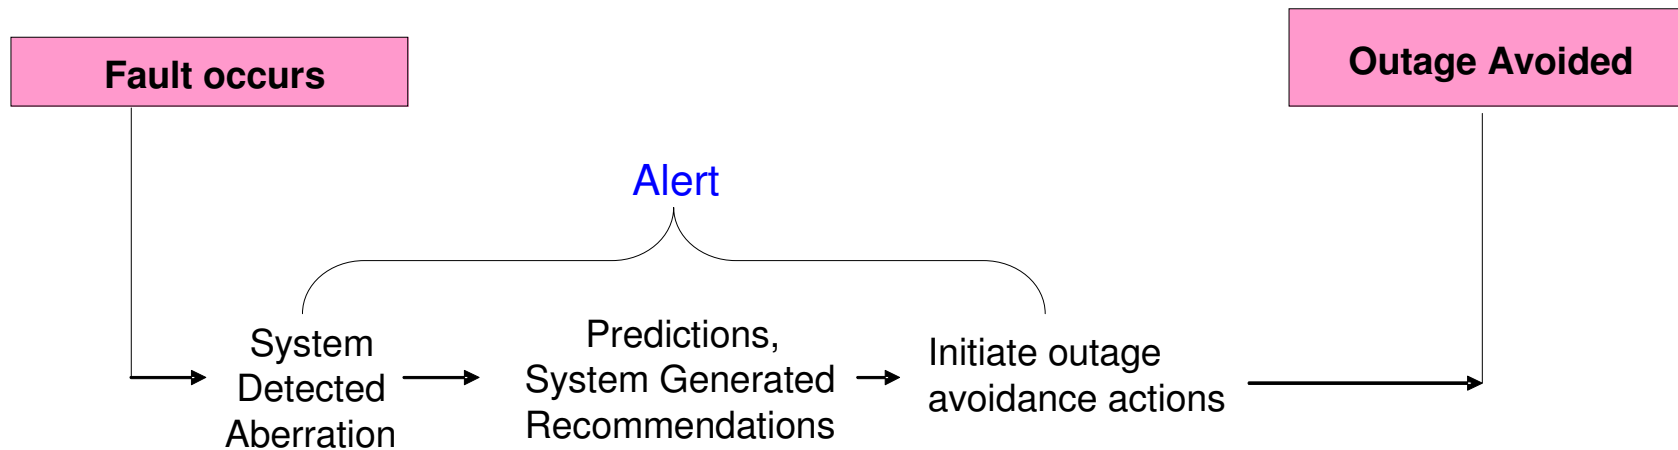 Fault occurs
Outage Avoided
Alert
System
Detected
Aberration
Predictions,
System Generated
Recommendations
Initiate outage
avoidance actions